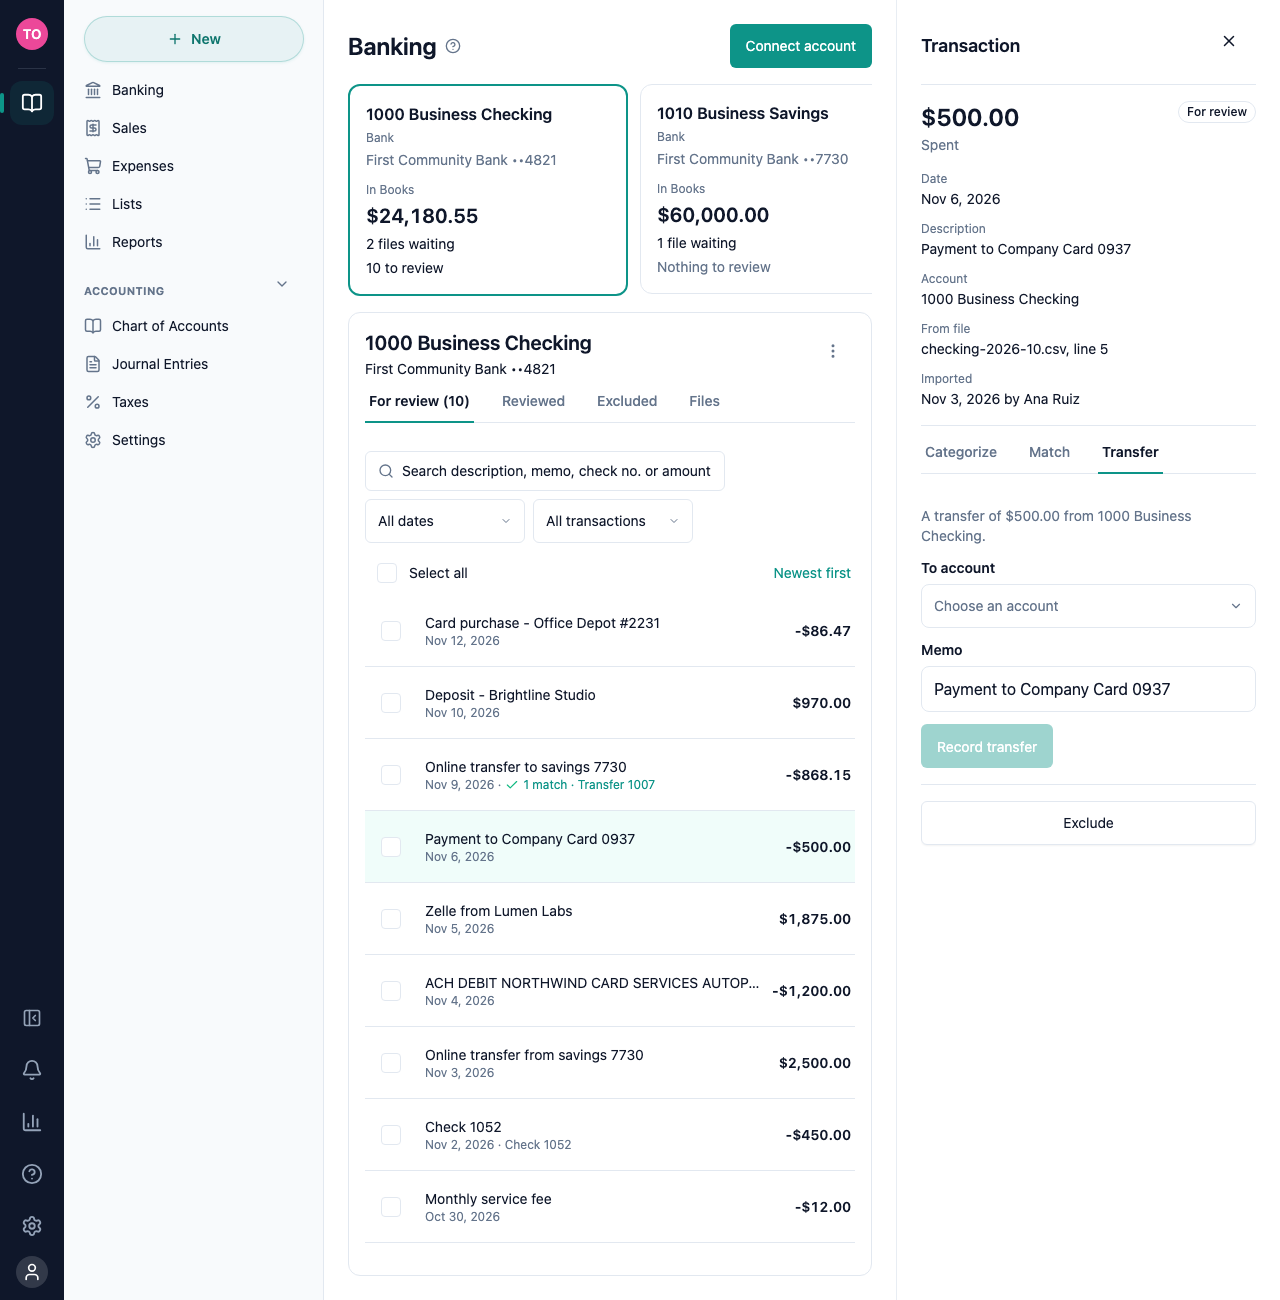 TO
New
Banking
Sales
Expenses
Lists
Reports
ACCOUNTING
Chart of Accounts
Journal Entries
Taxes
Settings
Banking
Connect account
1000 Business Checking
Bank
First Community Bank ••4821
In Books
$24,180.55
2 files waiting
10 to review
1010 Business Savings
Bank
First Community Bank ••7730
In Books
$60,000.00
1 file waiting
Nothing to review
1000 Business Checking
First Community Bank ••4821
For review (10)
Reviewed
Excluded
Files
Search description, memo, check no. or amount
All dates
All transactions
Select all
Newest first
Card purchase - Office Depot #2231
Nov 12, 2026
-$86.47
Deposit - Brightline Studio
Nov 10, 2026
$970.00
Online transfer to savings 7730
Nov 9, 2026 · 1 match · Transfer 1007
-$868.15
Payment to Company Card 0937
Nov 6, 2026
-$500.00
Zelle from Lumen Labs
Nov 5, 2026
$1,875.00
ACH DEBIT NORTHWIND CARD SERVICES AUTOP...
Nov 4, 2026
-$1,200.00
Online transfer from savings 7730
Nov 3, 2026
$2,500.00
Check 1052
Nov 2, 2026 · Check 1052
-$450.00
Monthly service fee
Oct 30, 2026
-$12.00
Transaction
$500.00
For review
Spent
Date
Nov 6, 2026
Description
Payment to Company Card 0937
Account
1000 Business Checking
From file
checking-2026-10.csv, line 5
Imported
Nov 3, 2026 by Ana Ruiz
Categorize
Match
Transfer
A transfer of $500.00 from 1000 Business
Checking.
To account
Choose an account
Memo
Payment to Company Card 0937
Record transfer
Exclude